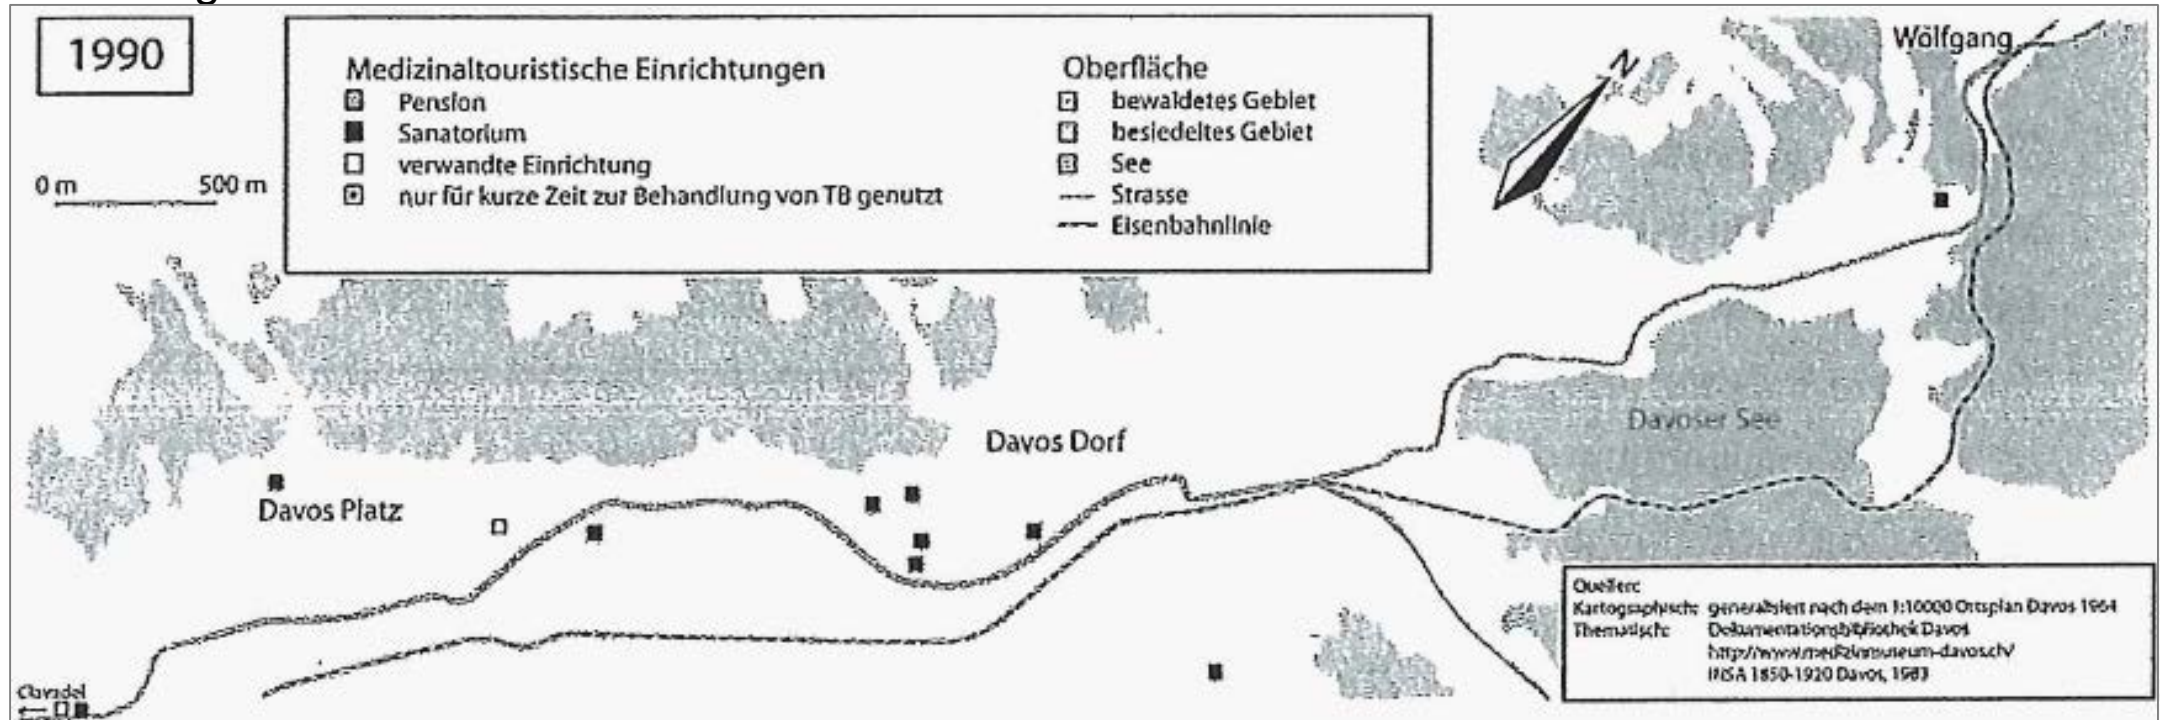 1990
0 m 500 m
Medizinaltouristische Einrichtungen
Pension
Sanatorium
verwandte Einrichtung
nur für kurze Zeit zur Behandlung von TB genutzt
Oberfläche
bewaldetes Gebiet
besiedeltes Gebiet
See
Strasse
Eisenbahnlinie
N
Wolfgang
Davoser See
Davos Dorf
Davos Platz
Clavadel
Quellen:
Kartographisch: generalisiert nach dem 1:10000 Ortsplan Davos 1964
Thematisch: Dokumentationsbibliothek Davos
http://www.medizinmuseum-davos.ch/
INSA 1850-1920 Davos, 1983